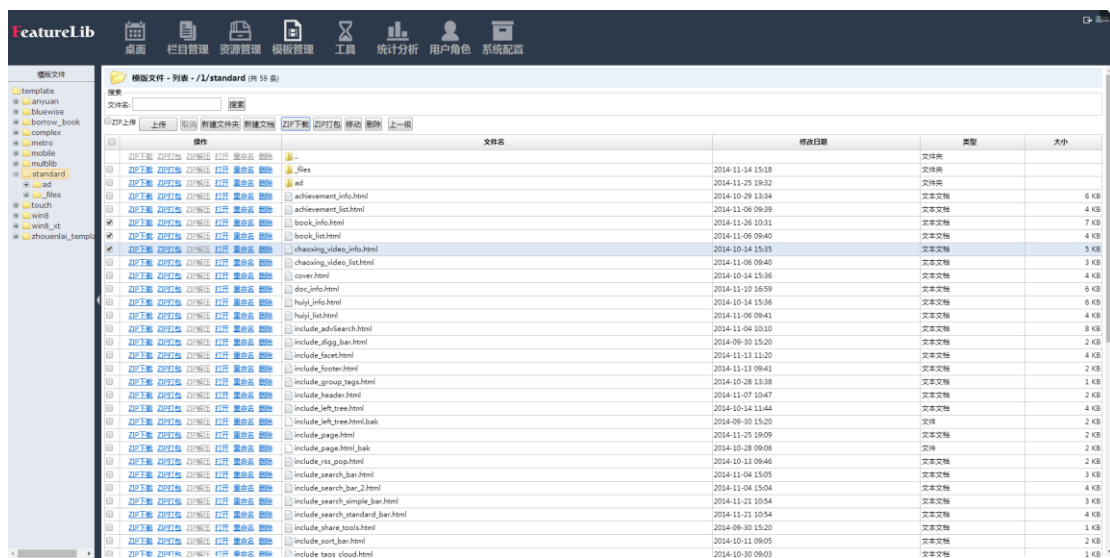 FeatureLib
桌面 栏目管理 资源管理 模板管理 工具 统计分析 用户角色 系统配置
模版文件
template
anyuan
bluewise
borrow_book
complex
metro
mobile
multilib
standard
ad
_files
touch
win8
win8_xt
zhouenlai_templa
模版文件 - 列表 - /1/standard (共 59 条)
搜索
文件名: 搜索
ZIP上传 上传 取消 新建文件夹 新建文档 ZIP下载 ZIP打包 移动 删除 上一级
操作 文件名 修改日期 类型 大小
ZIP下载 ZIP打包 ZIP解压 打开 重命名 删除 .. 文件夹
ZIP下载 ZIP打包 ZIP解压 打开 重命名 删除 _files 2014-11-14 15:18 文件夹
ZIP下载 ZIP打包 ZIP解压 打开 重命名 删除 ad 2014-11-25 19:32 文件夹
ZIP下载 ZIP打包 ZIP解压 打开 重命名 删除 achievement_info.html 2014-10-29 13:34 文本文档 6 KB
ZIP下载 ZIP打包 ZIP解压 打开 重命名 删除 achievement_list.html 2014-11-06 09:39 文本文档 4 KB
ZIP下载 ZIP打包 ZIP解压 打开 重命名 删除 book_info.html 2014-11-26 10:31 文本文档 7 KB
ZIP下载 ZIP打包 ZIP解压 打开 重命名 删除 book_list.html 2014-11-06 09:40 文本文档 4 KB
ZIP下载 ZIP打包 ZIP解压 打开 重命名 删除 chaoxing_video_info.html 2014-10-14 15:35 文本文档 5 KB
ZIP下载 ZIP打包 ZIP解压 打开 重命名 删除 chaoxing_video_list.html 2014-11-06 09:40 文本文档 3 KB
ZIP下载 ZIP打包 ZIP解压 打开 重命名 删除 cover.html 2014-10-14 15:36 文本文档 4 KB
ZIP下载 ZIP打包 ZIP解压 打开 重命名 删除 doc_info.html 2014-11-10 16:59 文本文档 6 KB
ZIP下载 ZIP打包 ZIP解压 打开 重命名 删除 huiyi_info.html 2014-10-14 15:36 文本文档 6 KB
ZIP下载 ZIP打包 ZIP解压 打开 重命名 删除 huiyi_list.html 2014-11-06 09:41 文本文档 4 KB
ZIP下载 ZIP打包 ZIP解压 打开 重命名 删除 include_advSearch.html 2014-11-04 10:10 文本文档 8 KB
ZIP下载 ZIP打包 ZIP解压 打开 重命名 删除 include_digg_bar.html 2014-09-30 15:20 文本文档 2 KB
ZIP下载 ZIP打包 ZIP解压 打开 重命名 删除 include_facet.html 2014-11-13 11:20 文本文档 4 KB
ZIP下载 ZIP打包 ZIP解压 打开 重命名 删除 include_footer.html 2014-11-13 09:41 文本文档 2 KB
ZIP下载 ZIP打包 ZIP解压 打开 重命名 删除 include_group_tags.html 2014-10-28 13:38 文本文档 1 KB
ZIP下载 ZIP打包 ZIP解压 打开 重命名 删除 include_header.html 2014-11-07 10:47 文本文档 2 KB
ZIP下载 ZIP打包 ZIP解压 打开 重命名 删除 include_left_tree.html 2014-10-14 11:44 文本文档 4 KB
ZIP下载 ZIP打包 ZIP解压 打开 重命名 删除 include_left_tree.html.bak 2014-09-30 15:20 文件 2 KB
ZIP下载 ZIP打包 ZIP解压 打开 重命名 删除 include_page.html 2014-11-25 19:09 文本文档 2 KB
ZIP下载 ZIP打包 ZIP解压 打开 重命名 删除 include_page.html_bak 2014-10-28 09:06 文件 2 KB
ZIP下载 ZIP打包 ZIP解压 打开 重命名 删除 include_rss_pop.html 2014-10-13 09:46 文本文档 2 KB
ZIP下载 ZIP打包 ZIP解压 打开 重命名 删除 include_search_bar.html 2014-11-04 15:05 文本文档 3 KB
ZIP下载 ZIP打包 ZIP解压 打开 重命名 删除 include_search_bar_2.html 2014-11-04 15:04 文本文档 4 KB
ZIP下载 ZIP打包 ZIP解压 打开 重命名 删除 include_search_simple_bar.html 2014-11-21 10:54 文本文档 3 KB
ZIP下载 ZIP打包 ZIP解压 打开 重命名 删除 include_search_standard_bar.html 2014-11-21 10:54 文本文档 4 KB
ZIP下载 ZIP打包 ZIP解压 打开 重命名 删除 include_share_tools.html 2014-09-30 15:20 文本文档 1 KB
ZIP下载 ZIP打包 ZIP解压 打开 重命名 删除 include_sort_bar.html 2014-10-11 09:05 文本文档 2 KB
ZIP下载 ZIP打包 ZIP解压 打开 重命名 删除 include_tags_cloud.html 2014-10-30 09:03 文本文档 1 KB